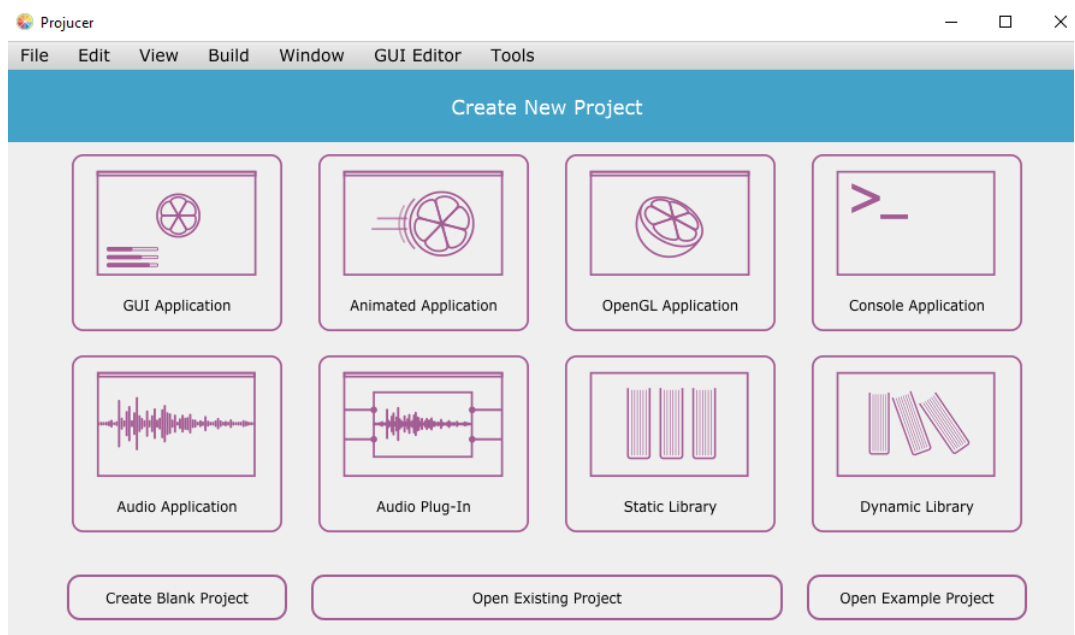 Projucer
File Edit View Build Window GUI Editor Tools
Create New Project
GUI Application Animated Application OpenGL Application Console Application
Audio Application Audio Plug-In Static Library Dynamic Library
Create Blank Project Open Existing Project Open Example Project